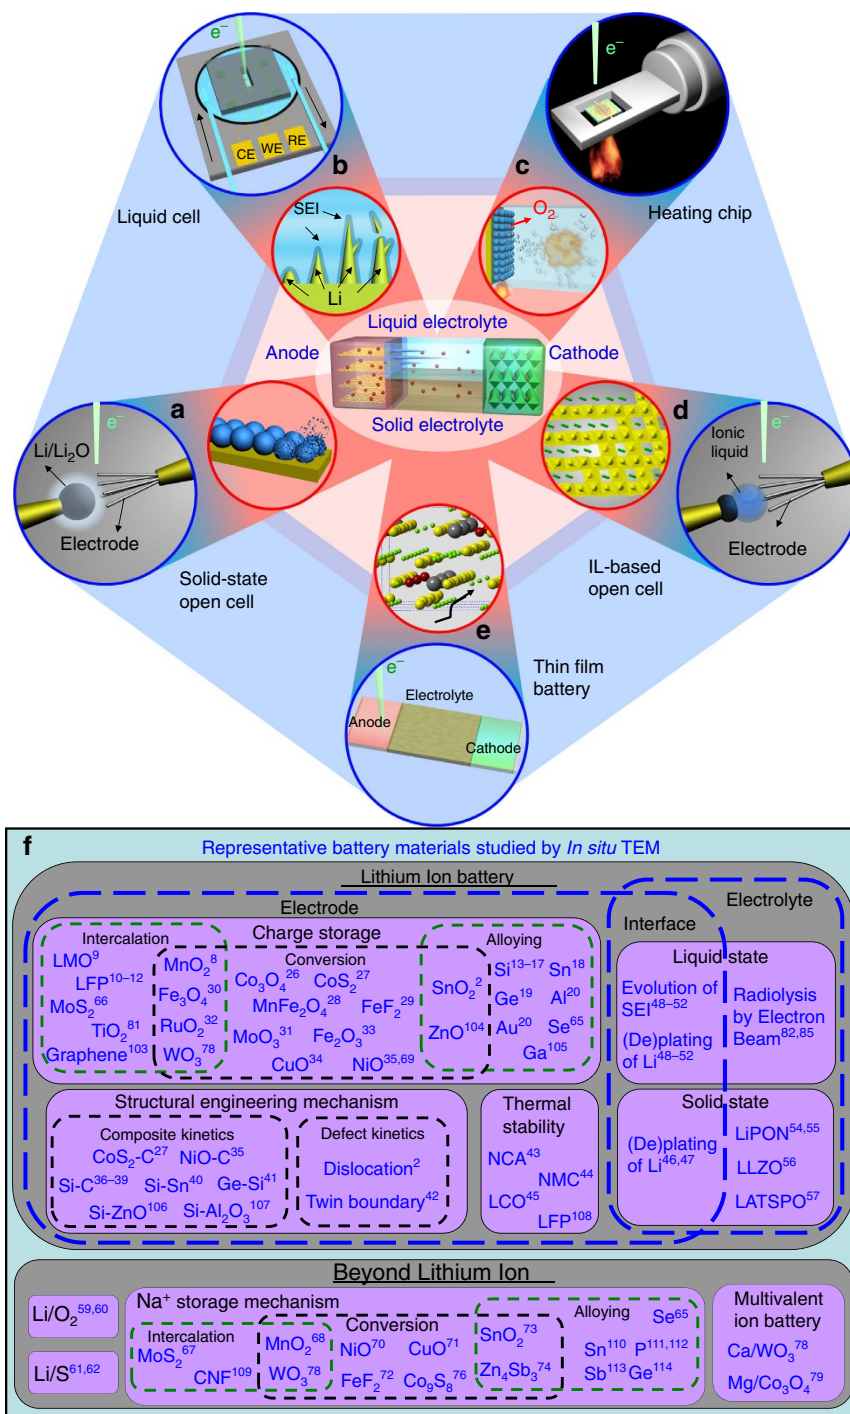 e⁻
CE WE RE
b
Liquid cell
e⁻
c
Heating chip
SEI
Li
O₂
Liquid electrolyte
Anode
Cathode
Solid electrolyte
a
e⁻
Li/Li₂O
Electrode
Solid-state
open cell
d
e⁻
Ionic
liquid
Electrode
IL-based
open cell
e
Thin film
battery
e⁻
Electrolyte
Anode
Cathode
f
Representative battery materials studied by In situ TEM
Lithium Ion battery
Electrode
Charge storage
Intercalation
LMO⁹
LFP¹⁰⁻¹²
MoS₂⁶⁶
TiO₂⁸¹
Graphene¹⁰³
MnO₂⁸
Fe₃O₄³⁰
RuO₂³²
WO₃⁷⁸
Conversion
Co₃O₄²⁶ CoS₂²⁷
MnFe₂O₄²⁸ FeF₂²⁹
MoO₃³¹ Fe₂O₃³³
CuO³⁴ NiO³⁵,⁶⁹
Alloying
SnO₂²
ZnO¹⁰⁴
Si¹³⁻¹⁷ Sn¹⁸
Ge¹⁹ Al²⁰
Au²⁰ Se⁶⁵
Ga¹⁰⁵
Structural engineering mechanism
Composite kinetics
CoS₂-C²⁷ NiO-C³⁵
Si-C³⁶⁻³⁹ Si-Sn⁴⁰ Ge-Si⁴¹
Si-ZnO¹⁰⁶ Si-Al₂O₃¹⁰⁷
Defect kinetics
Dislocation²
Twin boundary⁴²
Thermal
stability
NCA⁴³
NMC⁴⁴
LCO⁴⁵
LFP¹⁰⁸
Electrolyte
Interface
Liquid state
Evolution of
SEI⁴⁸⁻⁵²
(De)plating
of Li⁴⁸⁻⁵²
Radiolysis
by Electron
Beam⁸²,⁸⁵
Solid state
(De)plating
of Li⁴⁶,⁴⁷
LiPON⁵⁴,⁵⁵
LLZO⁵⁶
LATSPO⁵⁷
Beyond Lithium Ion
Li/O₂⁵⁹,⁶⁰
Li/S⁶¹,⁶²
Na⁺ storage mechanism
Intercalation
MoS₂⁶⁷
CNF¹⁰⁹
MnO₂⁶⁸
WO₃⁷⁸
Conversion
NiO⁷⁰ CuO⁷¹
FeF₂⁷² Co₉S₈⁷⁶
SnO₂⁷³
Zn₄Sb₃⁷⁴
Alloying
Se⁶⁵
Sn¹¹⁰ P¹¹¹,¹¹²
Sb¹¹³ Ge¹¹⁴
Multivalent
ion battery
Ca/WO₃⁷⁸
Mg/Co₃O₄⁷⁹